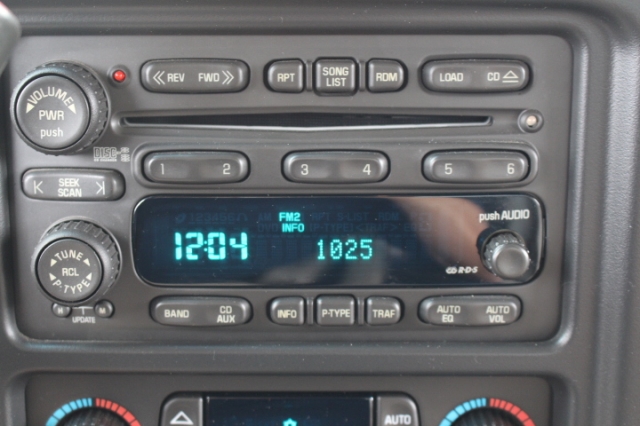 REV FWD RPT SONG LIST RDM LOAD CD
VOLUME PWR push
DISC
1 2 3 4 5 6
SEEK SCAN
push AUDIO
FM2
INFO
12:04 1025
TUNE RCL P-TYPE
G·R·D·S
UPDATE
BAND CD AUX INFO P-TYPE TRAF AUTO EQ AUTO VOL
AUTO